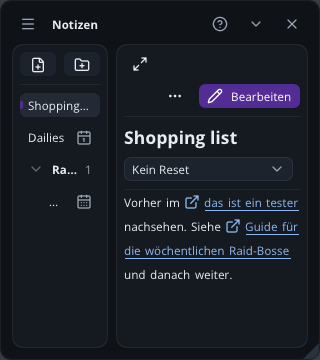 Notizen
Shopping...
Dailies
Ra... 1
...
Bearbeiten
Shopping list
Kein Reset
Vorher im das ist ein tester
nachsehen. Siehe Guide für
die wöchentlichen Raid-Bosse
und danach weiter.